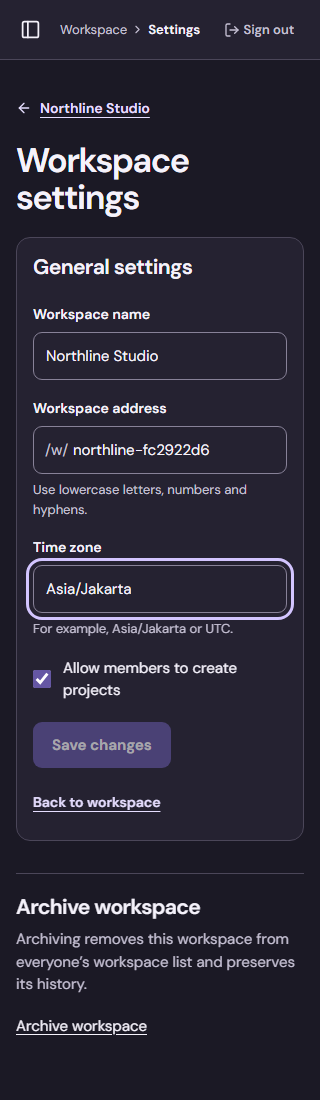 Workspace > Settings Sign out
Northline Studio
Workspace
settings
General settings
Workspace name
Northline Studio
Workspace address
/w/ northline-fc2922d6
Use lowercase letters, numbers and
hyphens.
Time zone
Asia/Jakarta
For example, Asia/Jakarta or UTC.
Allow members to create
projects
Save changes
Back to workspace
Archive workspace
Archiving removes this workspace from
everyone’s workspace list and preserves
its history.
Archive workspace